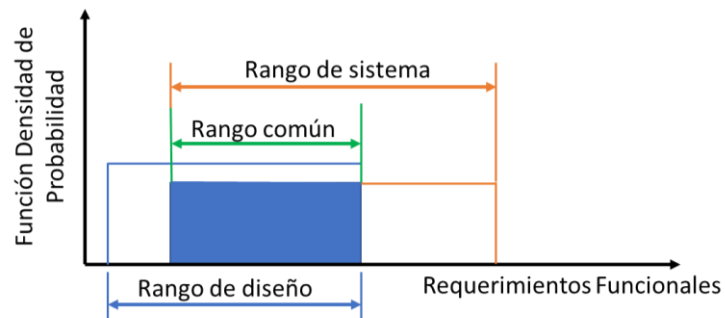 Función Densidad de
Probabilidad
Rango de sistema
Rango común
Rango de diseño
Requerimientos Funcionales